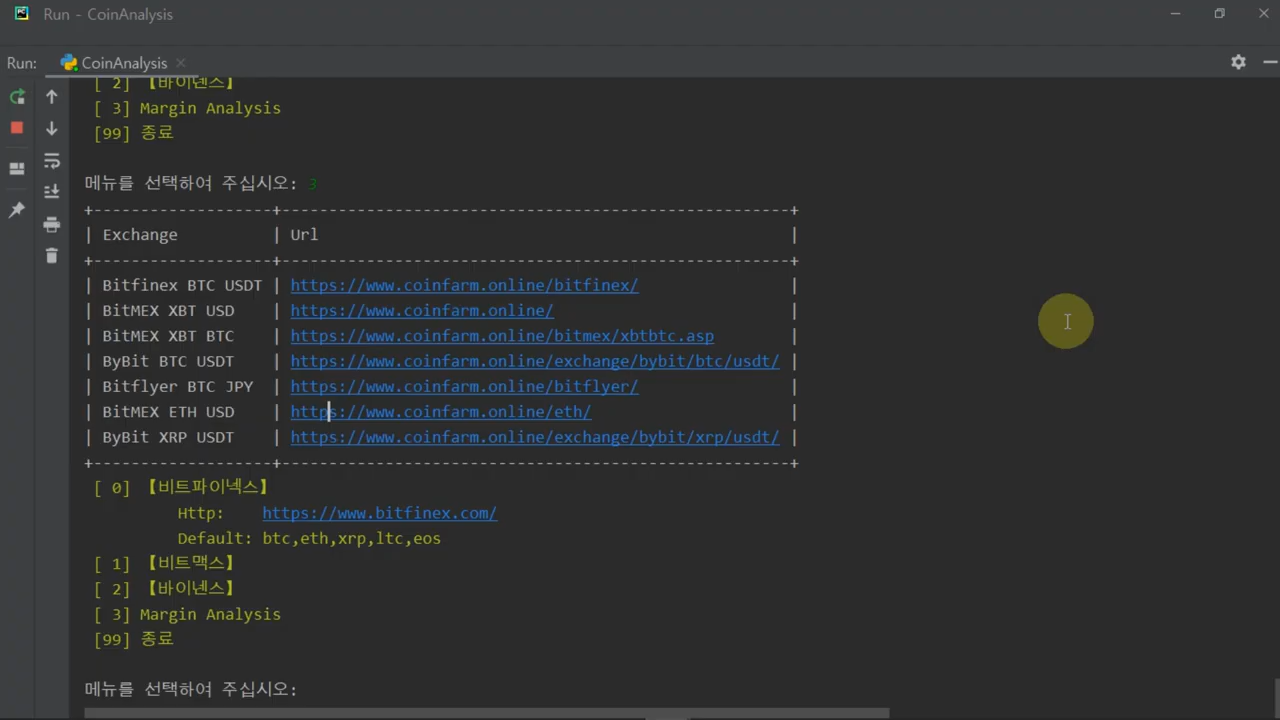 Run - CoinAnalysis
Run: CoinAnalysis
[ 2] 【바이낸스】
[ 3] Margin Analysis
[99] 종료
메뉴를 선택하여 주십시오: 3
+------------------+------------------------------------------------------+
| Exchange | Url |
+------------------+------------------------------------------------------+
| Bitfinex BTC USDT | https://www.coinfarm.online/bitfinex/ |
| BitMEX XBT USD | https://www.coinfarm.online/ |
| BitMEX XBT BTC | https://www.coinfarm.online/bitmex/xbtbtc.asp |
| ByBit BTC USDT | https://www.coinfarm.online/exchange/bybit/btc/usdt/ |
| Bitflyer BTC JPY | https://www.coinfarm.online/bitflyer/ |
| BitMEX ETH USD | https://www.coinfarm.online/eth/ |
| ByBit XRP USDT | https://www.coinfarm.online/exchange/bybit/xrp/usdt/ |
+------------------+------------------------------------------------------+
[ 0] 【비트파이넥스】
Http: https://www.bitfinex.com/
Default: btc,eth,xrp,ltc,eos
[ 1] 【비트맥스】
[ 2] 【바이넨스】
[ 3] Margin Analysis
[99] 종료
메뉴를 선택하여 주십시오: